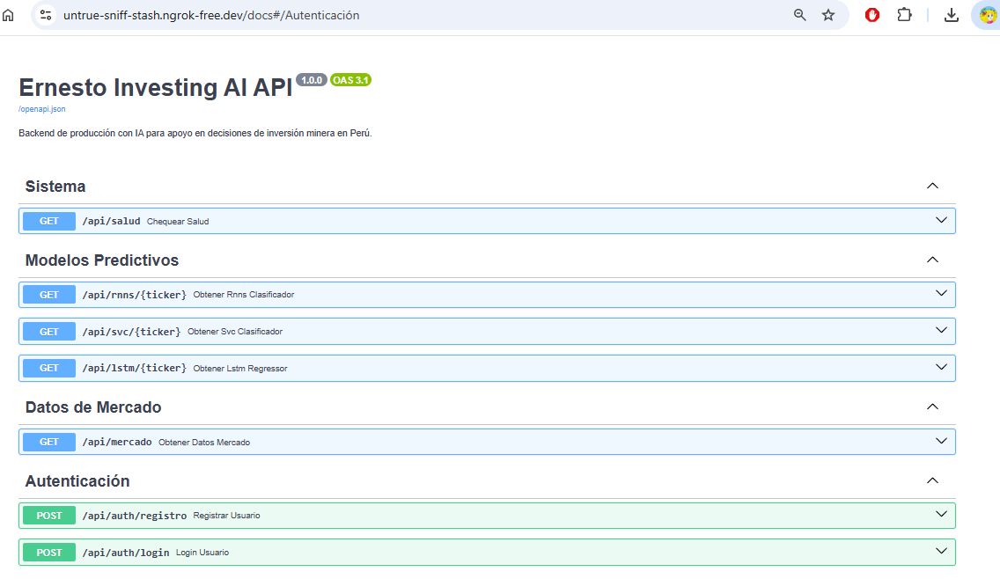 untrue-sniff-stash.ngrok-free.dev/docs#/Autenticación
Ernesto Investing AI API 1.0.0 OAS 3.1
/openapi.json
Backend de producción con IA para apoyo en decisiones de inversión minera en Perú.
Sistema
GET /api/salud Chequear Salud
Modelos Predictivos
GET /api/rnns/{ticker} Obtener Rnns Clasificador
GET /api/svc/{ticker} Obtener Svc Clasificador
GET /api/lstm/{ticker} Obtener Lstm Regressor
Datos de Mercado
GET /api/mercado Obtener Datos Mercado
Autenticación
POST /api/auth/registro Registrar Usuario
POST /api/auth/login Login Usuario